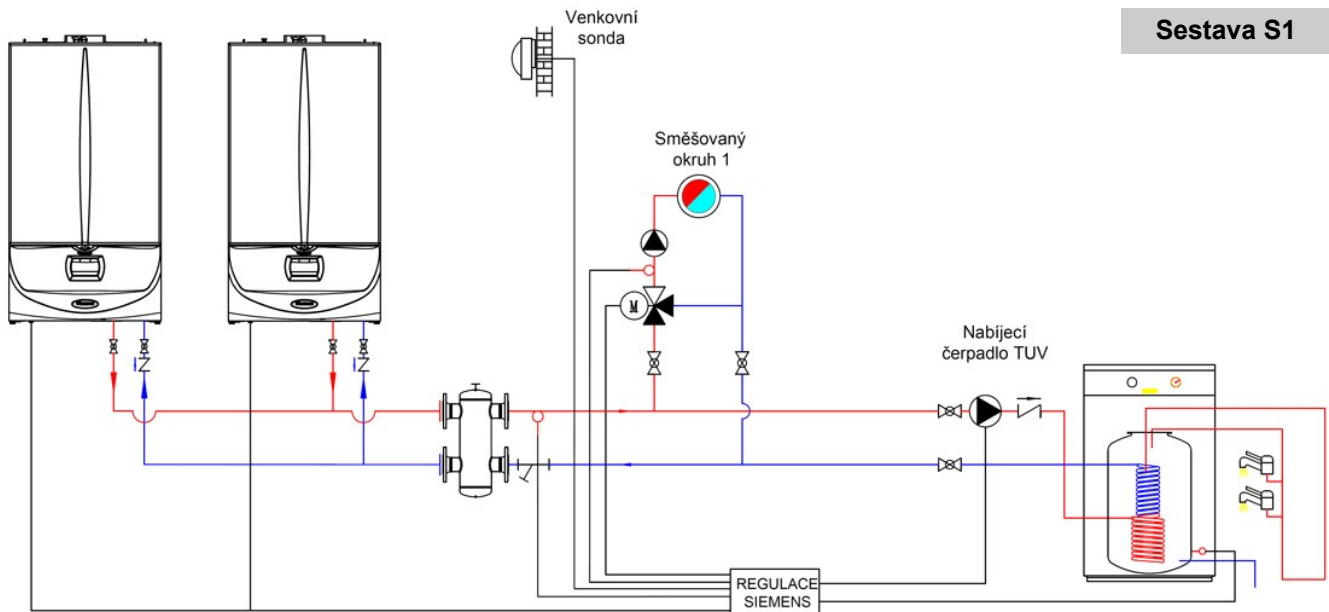 Venkovní
sonda
Sestava S1
Směšovaný
okruh 1
M
Nabíjecí
čerpadlo TUV
REGULACE
SIEMENS